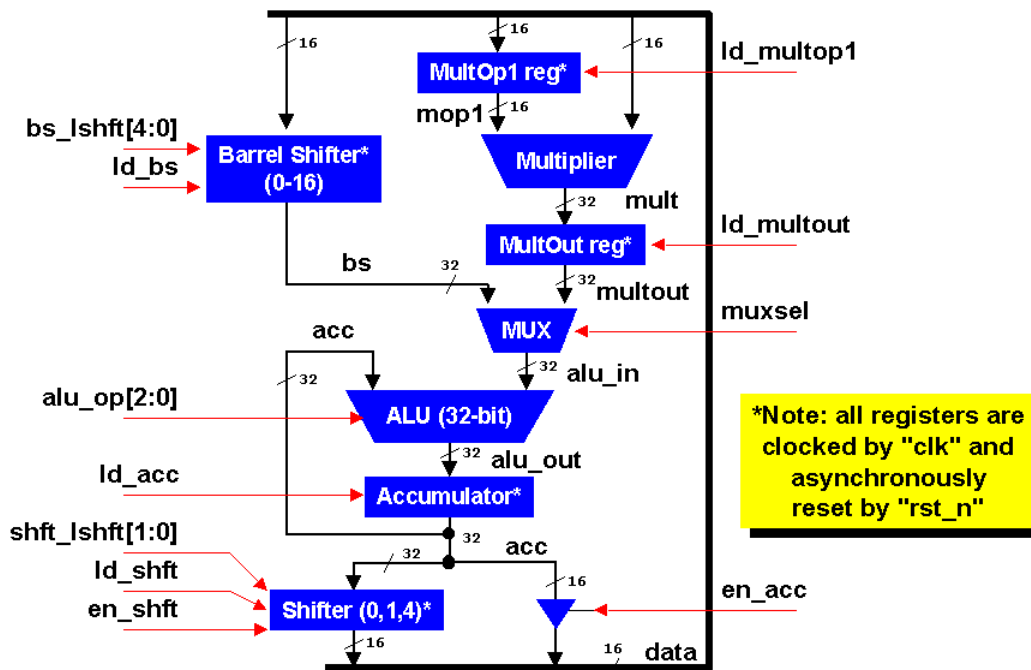 16
16
16
MultOp1 reg*
ld_multop1
mop1
16
bs_lshft[4:0]
ld_bs
Barrel Shifter*
(0-16)
Multiplier
32
mult
MultOut reg*
ld_multout
bs
32
32
multout
MUX
muxsel
acc
32
32
alu_in
alu_op[2:0]
ALU (32-bit)
32
alu_out
ld_acc
Accumulator*
*Note: all registers are
clocked by "clk" and
asynchronously
reset by "rst_n"
shft_lshft[1:0]
32
32
acc
ld_shft
16
en_acc
en_shft
Shifter (0,1,4)*
16
16
data